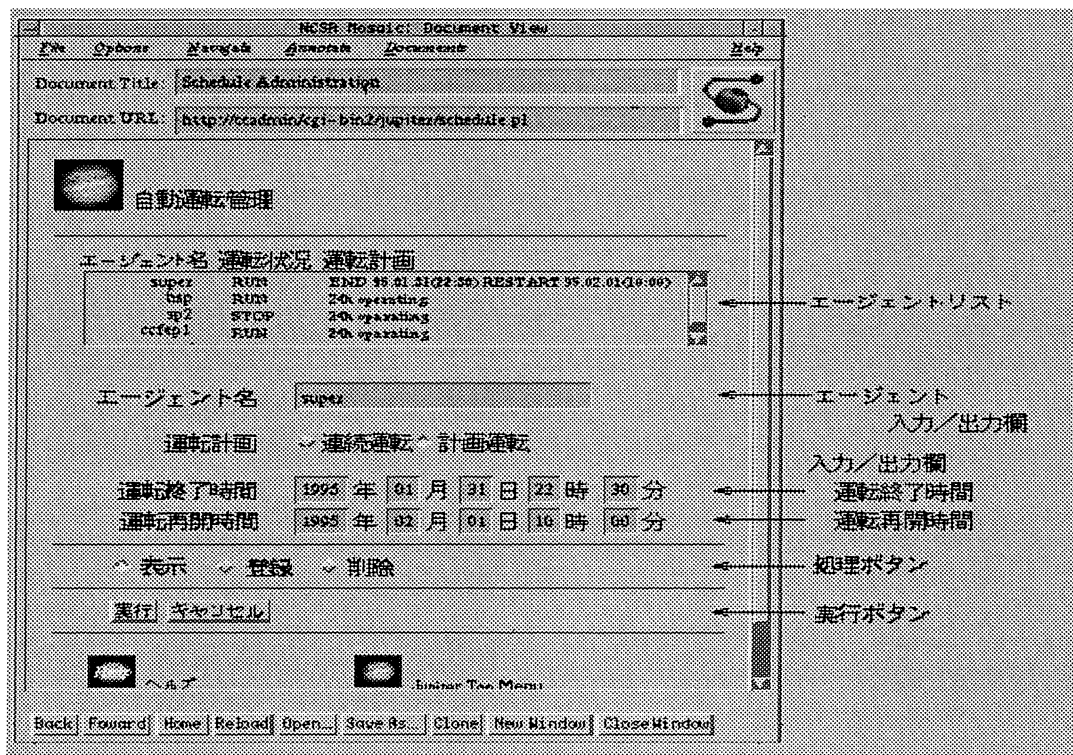 NCSA Mosaic: Document View
File Options Navigate Annotate Documents Help
Document Title: Schedule Administration
Document URL: http://ccadmin/cgi-bin2/jupiter/schedule.pl
自動運転管理
エージェント名 運転状況 運転計画
super RUN END 95.01.31(22:30) RESTART 95.02.01(10:00)
hsp RUN 24h operating
sp2 STOP 24h operating
ccfep1 RUN 24h operating
エージェントリスト
エージェント名 super
エージェント
入力/出力欄
運転計画 連続運転 計画運転
入力/出力欄
運転終了時間 1995 年 01 月 31 日 22 時 30 分
運転終了時間
運転再開時間 1995 年 02 月 01 日 10 時 00 分
運転再開時間
表示 登録 削除
処理ボタン
実行 キャンセル
実行ボタン
ヘルプ Jupiter Top Menu
Back Foward Home Reload Open... Save As... Clone New Window Close Window